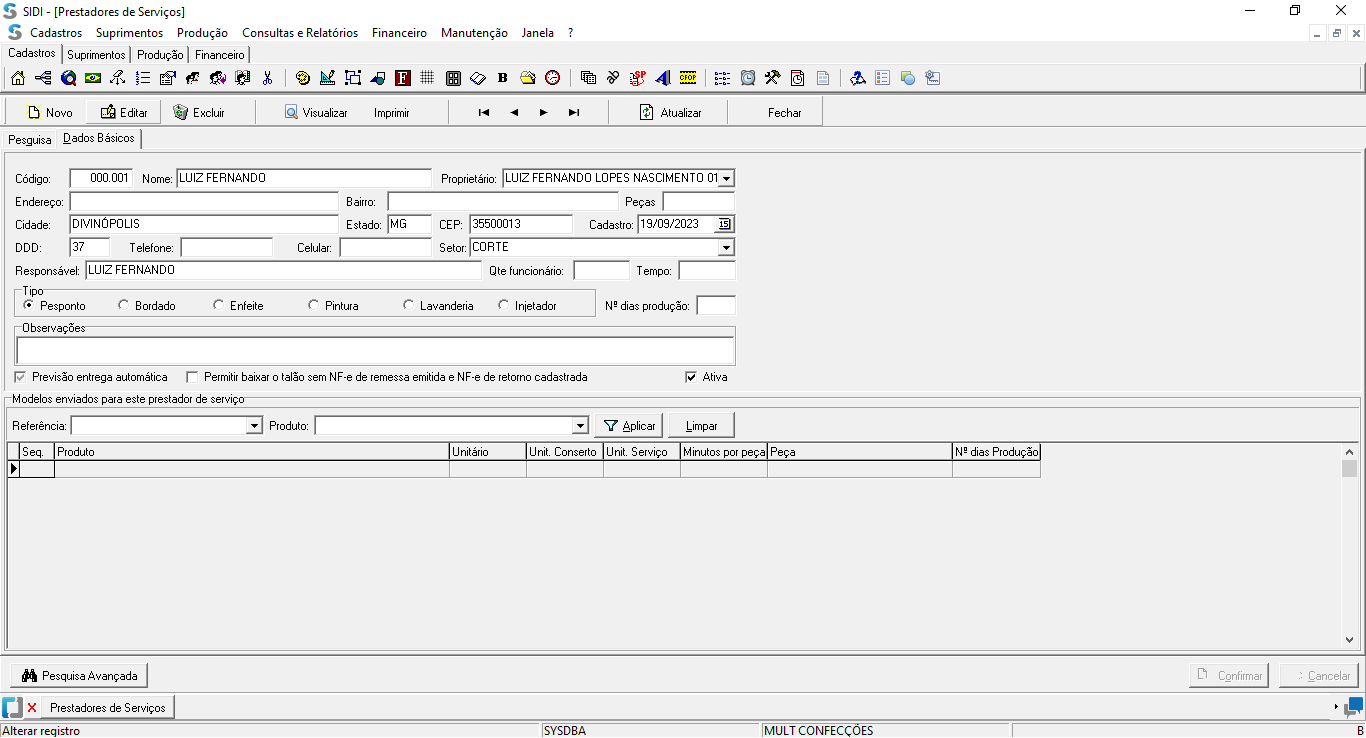 SIDI - [Prestadores de Serviços]
Cadastros Suprimentos Produção Consultas e Relatórios Financeiro Manutenção Janela ?
Cadastros Suprimentos Produção Financeiro
F B SP CFOP
Novo Editar Excluir Visualizar Imprimir Atualizar Fechar
Pesquisa Dados Básicos
Código: 000.001 Nome: LUIZ FERNANDO Proprietário: LUIZ FERNANDO LOPES NASCIMENTO 01
Endereço: Bairro: Peças
Cidade: DIVINÓPOLIS Estado: MG CEP: 35500013 Cadastro: 19/09/2023 15
DDD: 37 Telefone: Celular: Setor: CORTE
Responsável: LUIZ FERNANDO Qte funcionário: Tempo:
Tipo
Pesponto Bordado Enfeite Pintura Lavanderia Injetador Nº dias produção:
Observações
Previsão entrega automática Permitir baixar o talão sem NF-e de remessa emitida e NF-e de retorno cadastrada Ativa
Modelos enviados para este prestador de serviço
Referência: Produto: Aplicar Limpar
Seq. Produto Unitário Unit. Conserto Unit. Serviço Minutos por peça Peça Nº dias Produção
Pesquisa Avançada Confirmar Cancelar
Prestadores de Serviços
Alterar registro SYSDBA MULT CONFECÇÕES B